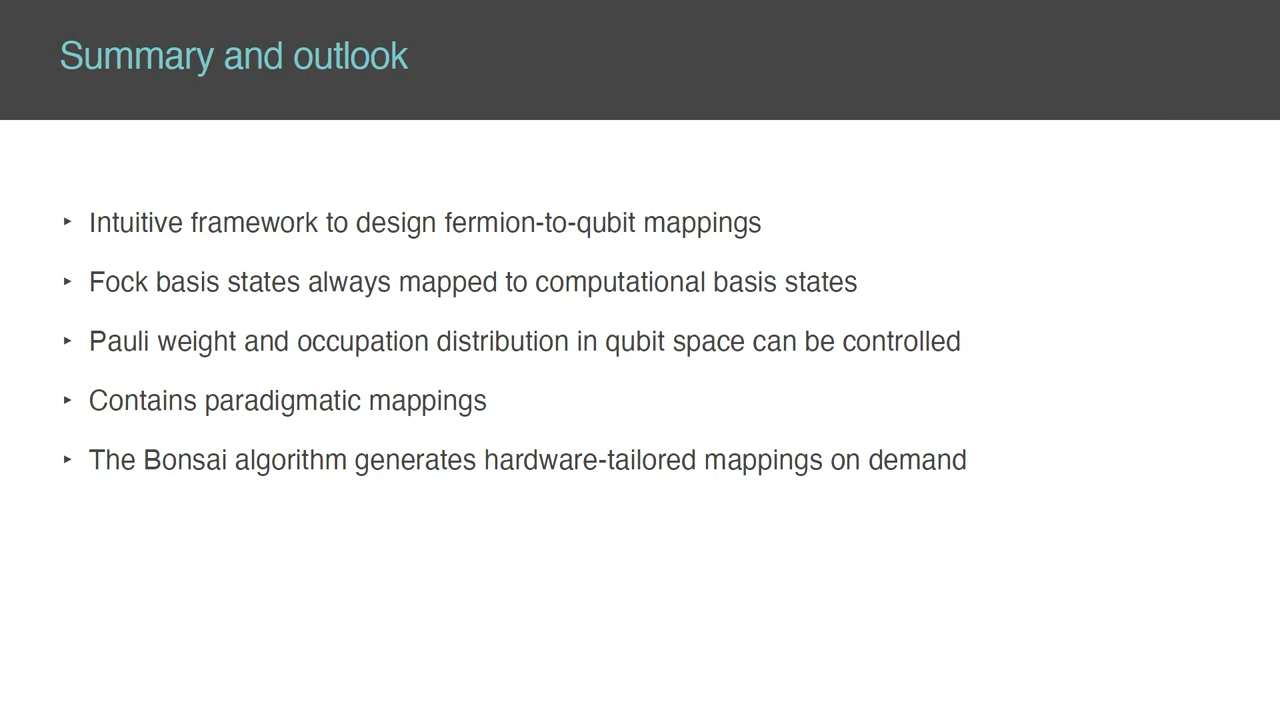 Summary and outlook
‣ Intuitive framework to design fermion-to-qubit mappings
‣ Fock basis states always mapped to computational basis states
‣ Pauli weight and occupation distribution in qubit space can be controlled
‣ Contains paradigmatic mappings
‣ The Bonsai algorithm generates hardware-tailored mappings on demand